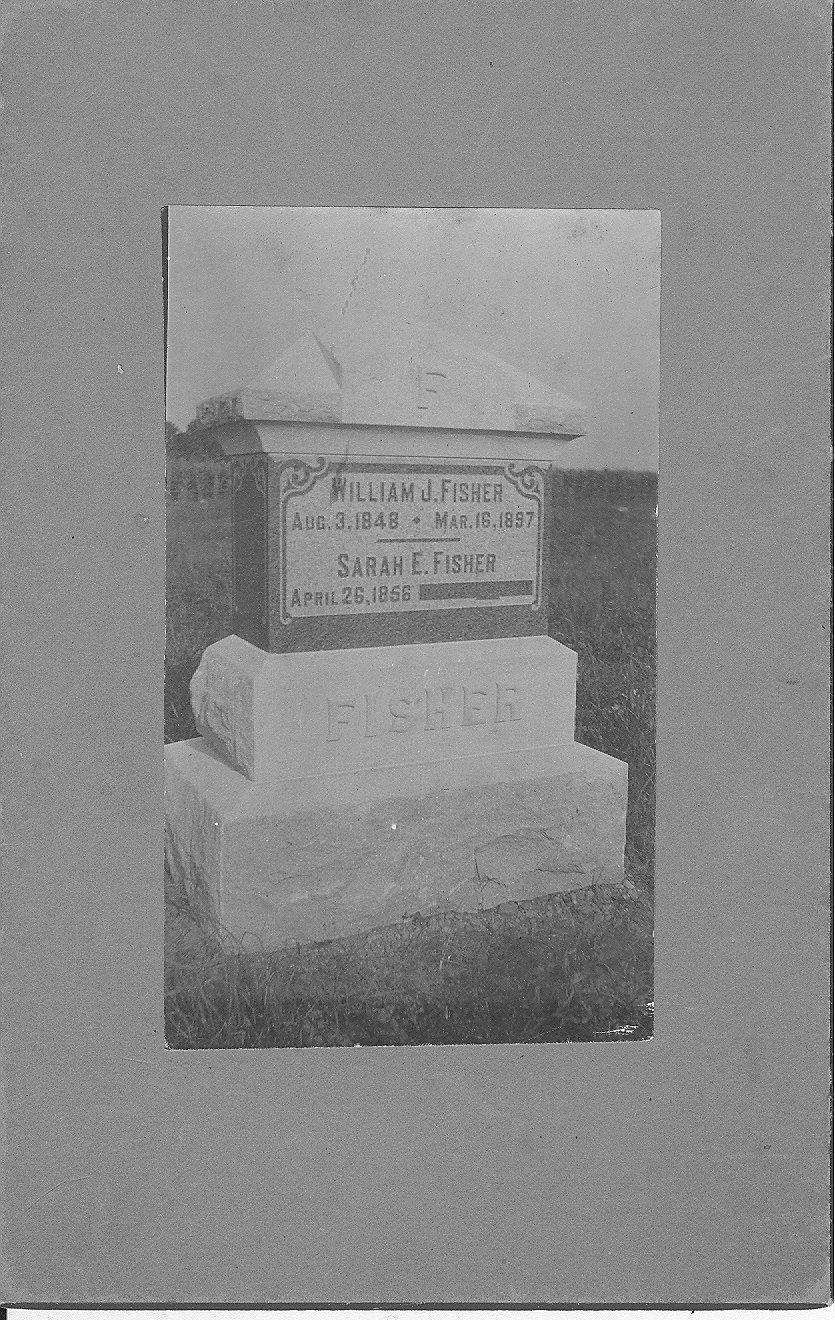 F
WILLIAM J. FISHER
AUG. 3, 1848 • MAR. 16, 1897
SARAH E. FISHER
APRIL 26, 1856
FISHER